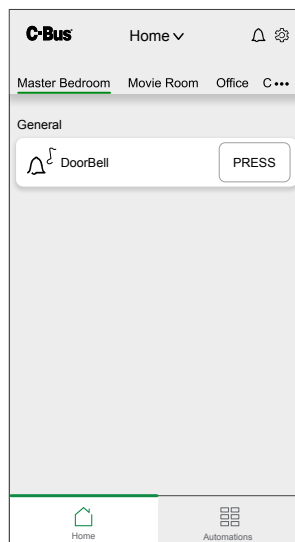 C-Bus
Home
Master Bedroom Movie Room Office C
General
DoorBell PRESS
Home Automations